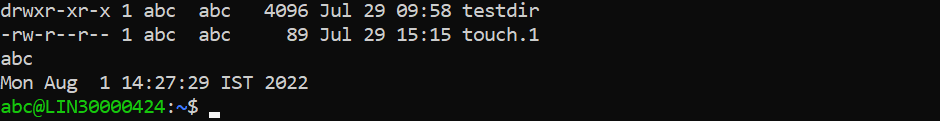 drwxr-xr-x 1 abc  abc   4096 Jul 29 09:58 testdir
-rw-r--r-- 1 abc  abc     89 Jul 29 15:15 touch.1
abc
Mon Aug  1 14:27:29 IST 2022
abc@LIN30000424:~$